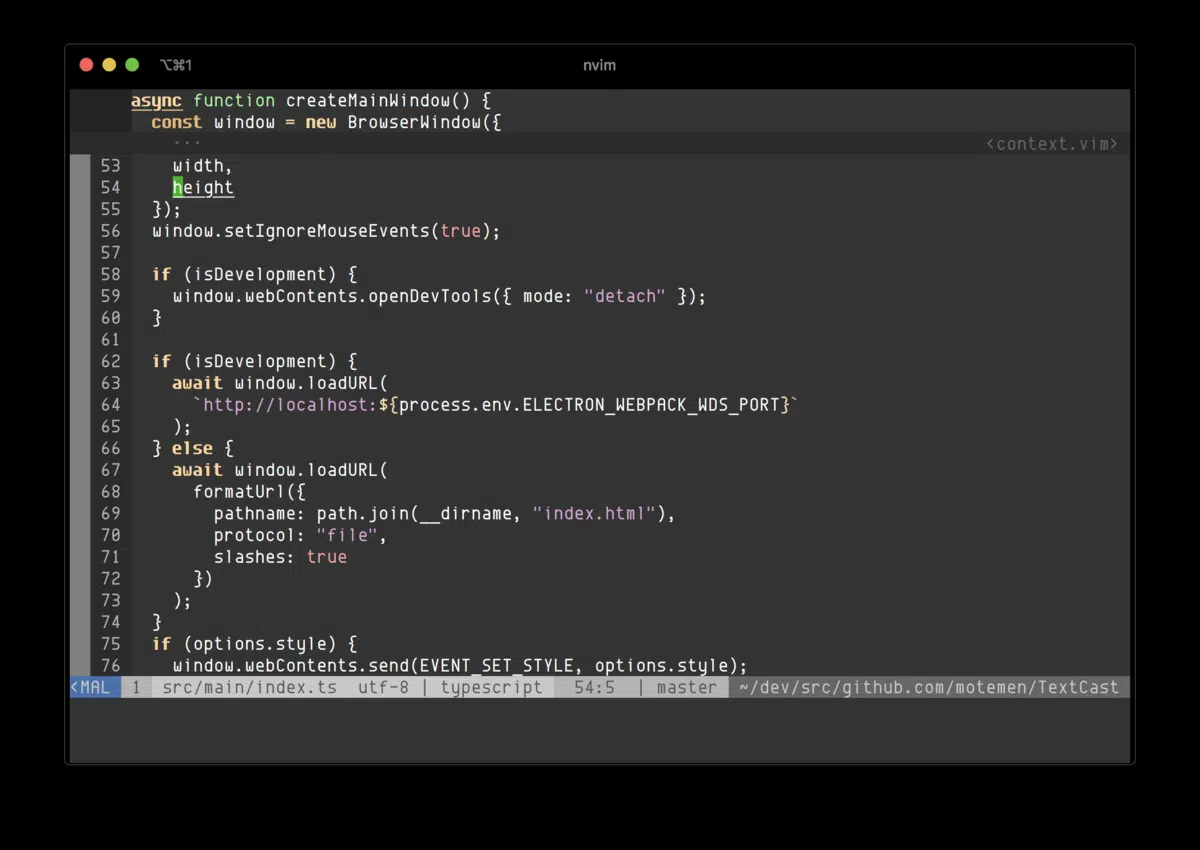 ⌥⌘1 nvim
async function createMainWindow() {
  const window = new BrowserWindow({
    ... <context.vim>
53     width,
54     height
55   });
56   window.setIgnoreMouseEvents(true);
57
58   if (isDevelopment) {
59     window.webContents.openDevTools({ mode: "detach" });
60   }
61
62   if (isDevelopment) {
63     await window.loadURL(
64       `http://localhost:${process.env.ELECTRON_WEBPACK_WDS_PORT}`
65     );
66   } else {
67     await window.loadURL(
68       formatUrl({
69         pathname: path.join(__dirname, "index.html"),
70         protocol: "file",
71         slashes: true
72       })
73     );
74   }
75   if (options.style) {
76     window.webContents.send(EVENT_SET_STYLE, options.style);
<MAL 1 src/main/index.ts utf-8 | typescript 54:5 | master ~/dev/src/github.com/motemen/TextCast